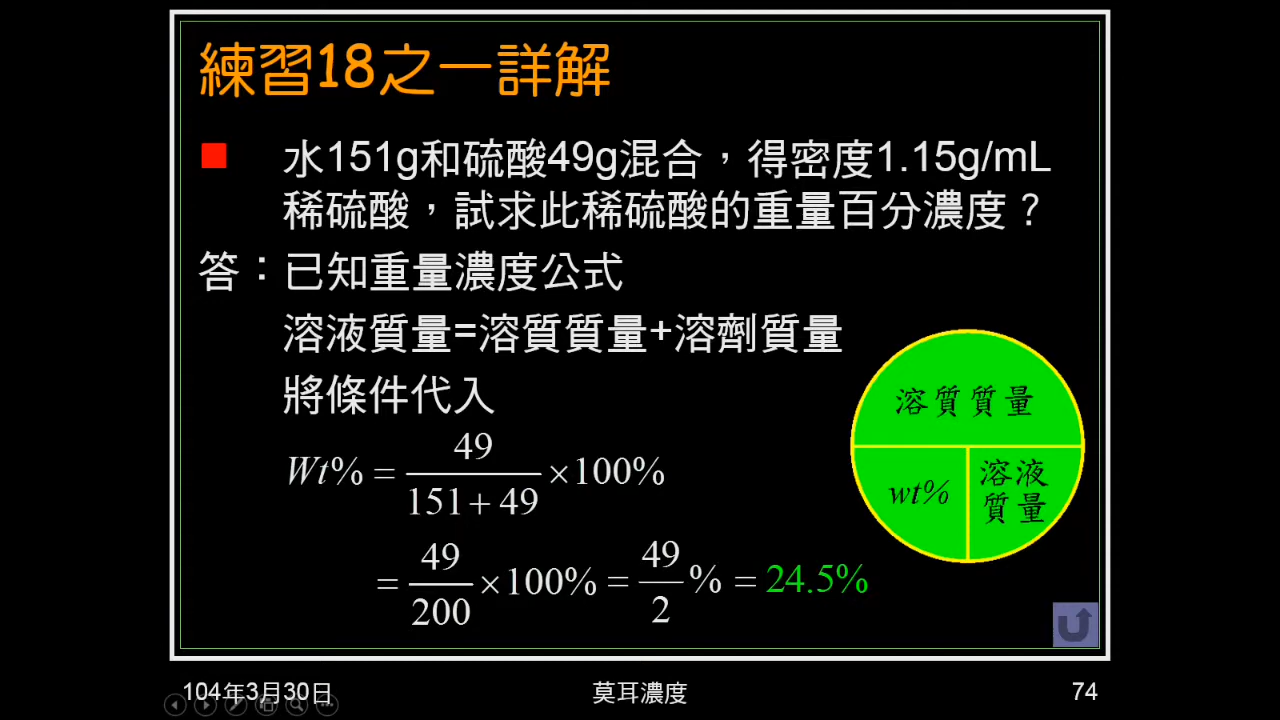 練習18之一詳解
水151g和硫酸49g混合，得密度1.15g/mL
稀硫酸，試求此稀硫酸的重量百分濃度？
答：已知重量濃度公式
溶液質量=溶質質量+溶劑質量
將條件代入
Wt% = 49/(151+49) ×100%
= 49/200 ×100% = 49/2 % = 24.5%
溶質質量
wt%
溶液
質量
104年3月30日
莫耳濃度
74